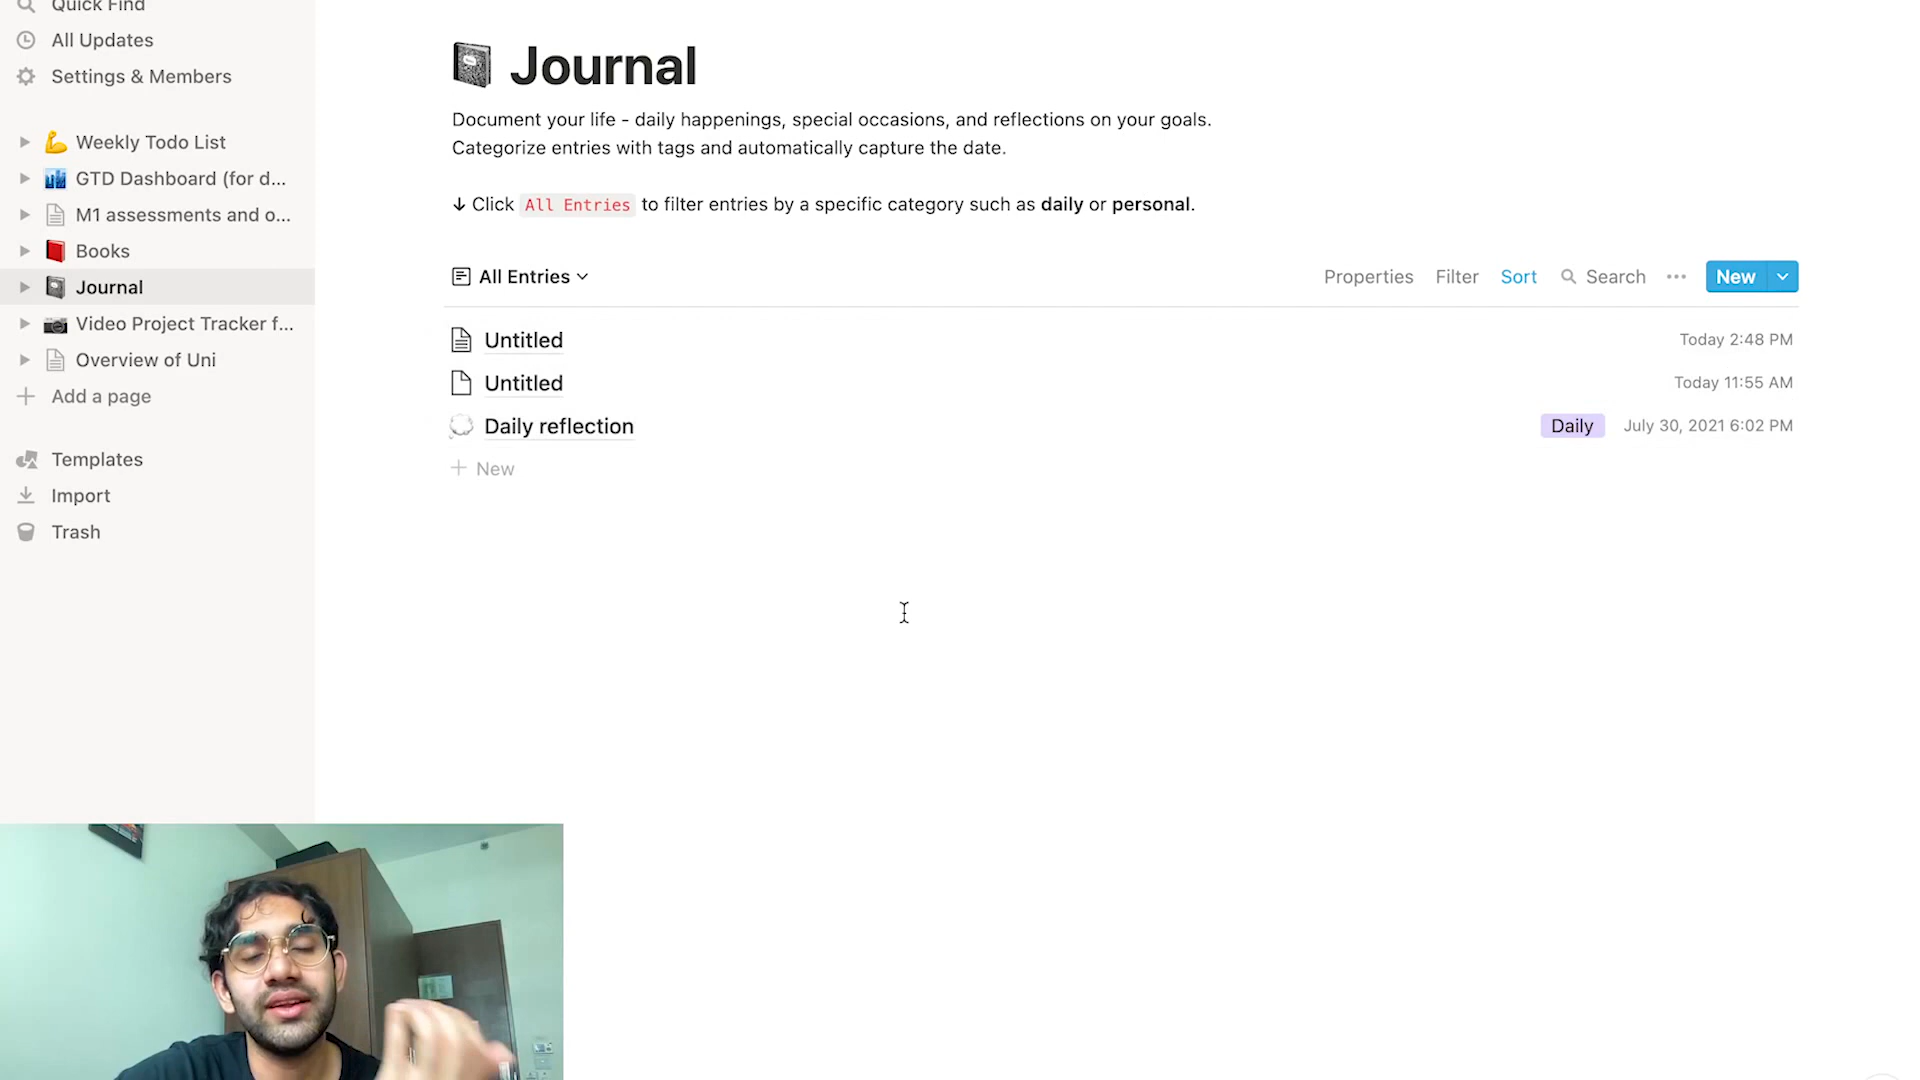 Quick Find
All Updates
Settings & Members
Weekly Todo List
GTD Dashboard (for d...
M1 assessments and o...
Books
Journal
Video Project Tracker f...
Overview of Uni
Add a page
Templates
Import
Trash
Journal
Document your life - daily happenings, special occasions, and reflections on your goals.
Categorize entries with tags and automatically capture the date.
↓ Click All Entries to filter entries by a specific category such as daily or personal.
All Entries
Properties Filter Sort Search ••• New
Untitled Today 2:48 PM
Untitled Today 11:55 AM
Daily reflection Daily July 30, 2021 6:02 PM
+ New